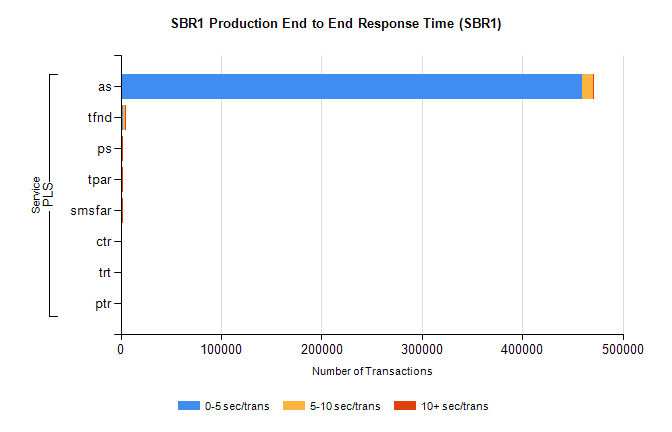 SBR1 Production End to End Response Time (SBR1)
as
tfnd
ps
tpar
smsfar
ctr
trt
ptr
Service
PLS
0 100000 200000 300000 400000 500000
Number of Transactions
0-5 sec/trans 5-10 sec/trans 10+ sec/trans